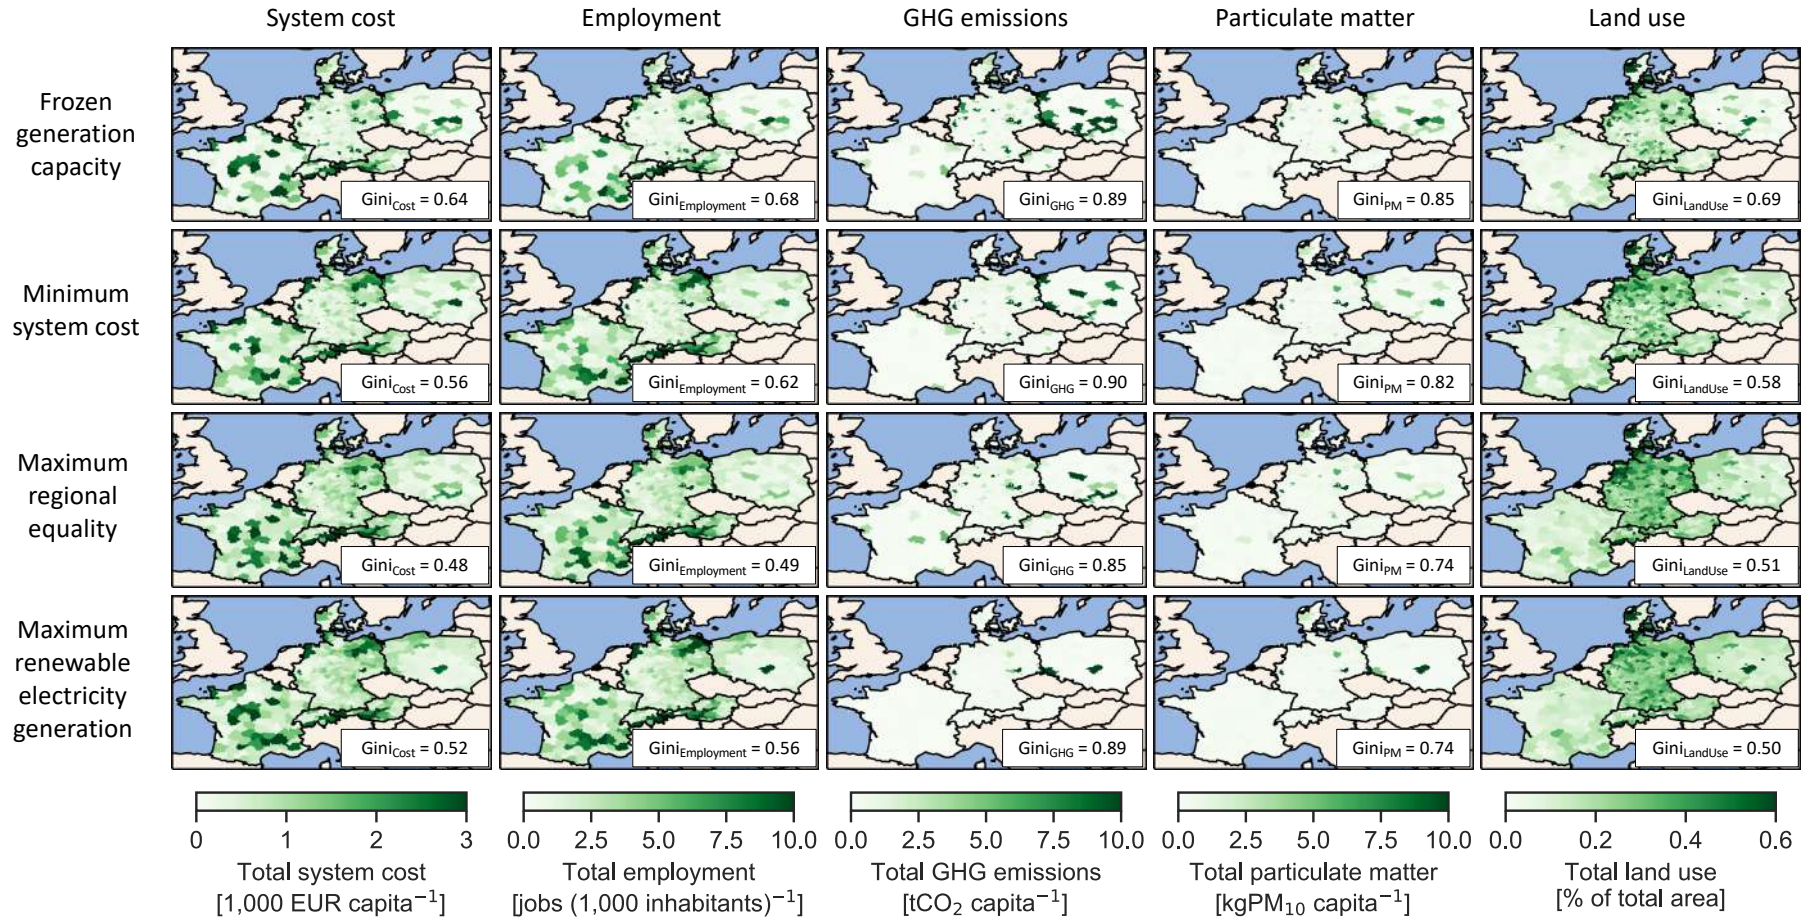 System cost Employment GHG emissions Particulate matter Land use
Frozen
generation
capacity
Gini_Cost = 0.64 Gini_Employment = 0.68 Gini_GHG = 0.89 Gini_PM = 0.85 Gini_LandUse = 0.69
Minimum
system cost
Gini_Cost = 0.56 Gini_Employment = 0.62 Gini_GHG = 0.90 Gini_PM = 0.82 Gini_LandUse = 0.58
Maximum
regional
equality
Gini_Cost = 0.48 Gini_Employment = 0.49 Gini_GHG = 0.85 Gini_PM = 0.74 Gini_LandUse = 0.51
Maximum
renewable
electricity
generation
Gini_Cost = 0.52 Gini_Employment = 0.56 Gini_GHG = 0.89 Gini_PM = 0.74 Gini_LandUse = 0.50
0 1 2 3 0.0 2.5 5.0 7.5 10.0 0.0 2.5 5.0 7.5 10.0 0.0 2.5 5.0 7.5 10.0 0.0 0.2 0.4 0.6
Total system cost Total employment Total GHG emissions Total particulate matter Total land use
[1,000 EUR capita⁻¹] [jobs (1,000 inhabitants)⁻¹] [tCO₂ capita⁻¹] [kgPM₁₀ capita⁻¹] [% of total area]